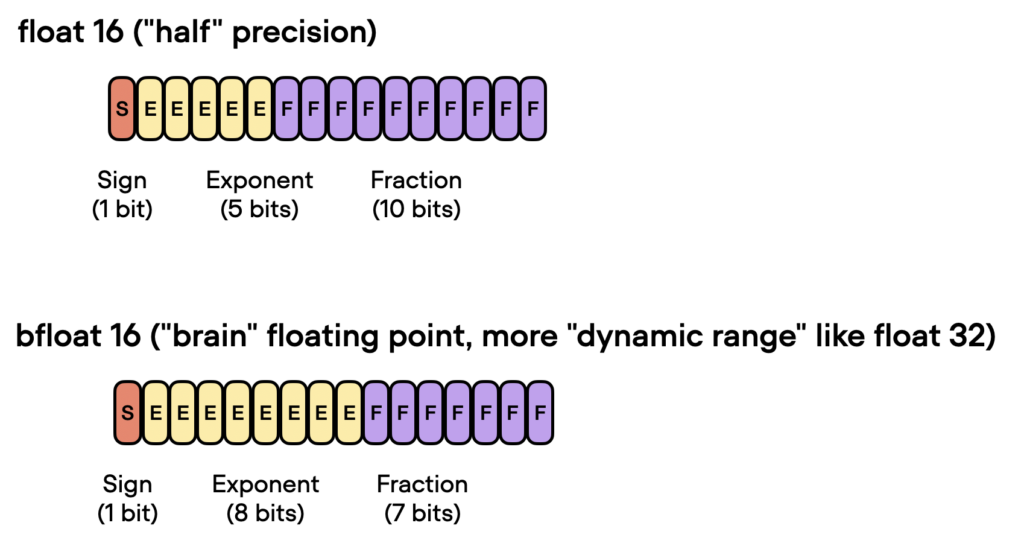 float 16 ("half" precision)
S E E E E E F F F F F F F F F F
Sign Exponent Fraction
(1 bit) (5 bits) (10 bits)
bfloat 16 ("brain" floating point, more "dynamic range" like float 32)
S E E E E E E E E F F F F F F F
Sign Exponent Fraction
(1 bit) (8 bits) (7 bits)